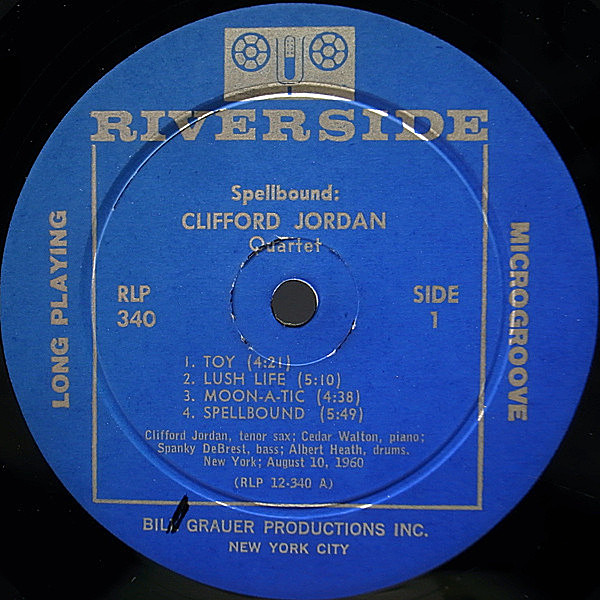 RIVERSIDE
Spellbound:
CLIFFORD JORDAN
Quartet
LONG PLAYING
RLP
340
SIDE
1
MICROGROOVE
1. TOY (4:21)
2. LUSH LIFE (5:10)
3. MOON-A-TIC (4:38)
4. SPELLBOUND (5:49)
Clifford Jordan, tenor sax; Cedar Walton, piano;
Spanky DeBrest, bass; Albert Heath, drums.
New York; August 10, 1960
(RLP 12-340 A)
BILL GRAUER PRODUCTIONS INC.
NEW YORK CITY